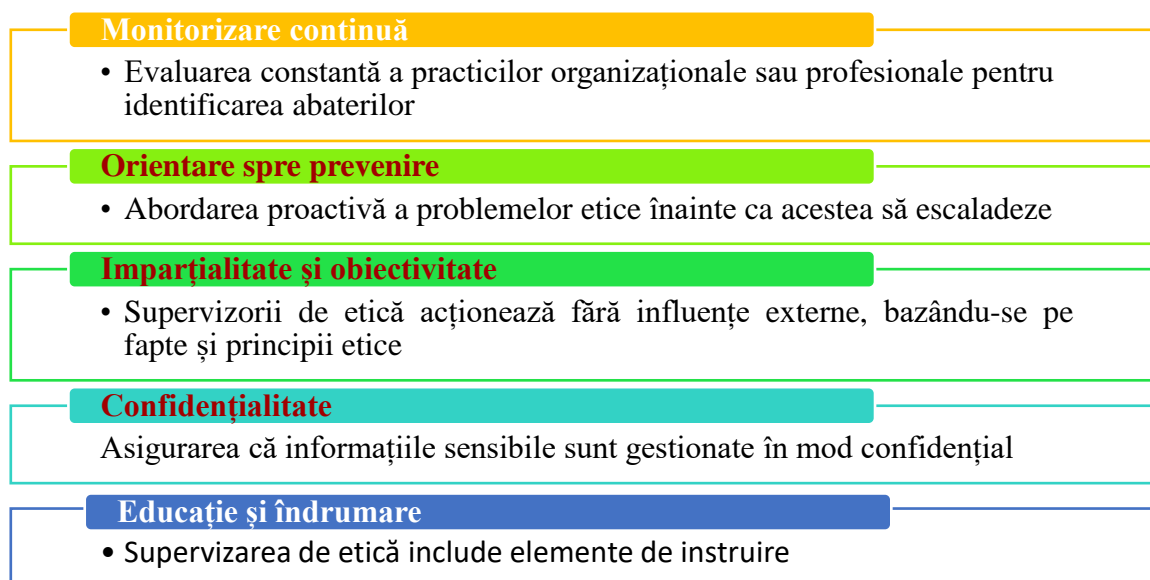 Monitorizare continuă
• Evaluarea constantă a practicilor organizaționale sau profesionale pentru
identificarea abaterilor
Orientare spre prevenire
• Abordarea proactivă a problemelor etice înainte ca acestea să escaladeze
Imparțialitate și obiectivitate
• Supervizorii de etică acționează fără influențe externe, bazându-se pe
fapte și principii etice
Confidențialitate
Asigurarea că informațiile sensibile sunt gestionate în mod confidențial
Educație și îndrumare
• Supervizarea de etică include elemente de instruire